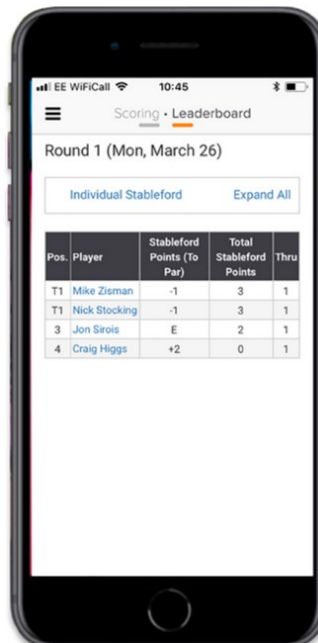 EE WiFiCall 10:45
Scoring • Leaderboard
Round 1 (Mon, March 26)
Individual Stableford Expand All
Pos. Player Stableford Points (To Par) Total Stableford Points Thru
T1 Mike Zisman -1 3 1
T1 Nick Stocking -1 3 1
3 Jon Sirois E 2 1
4 Craig Higgs +2 0 1